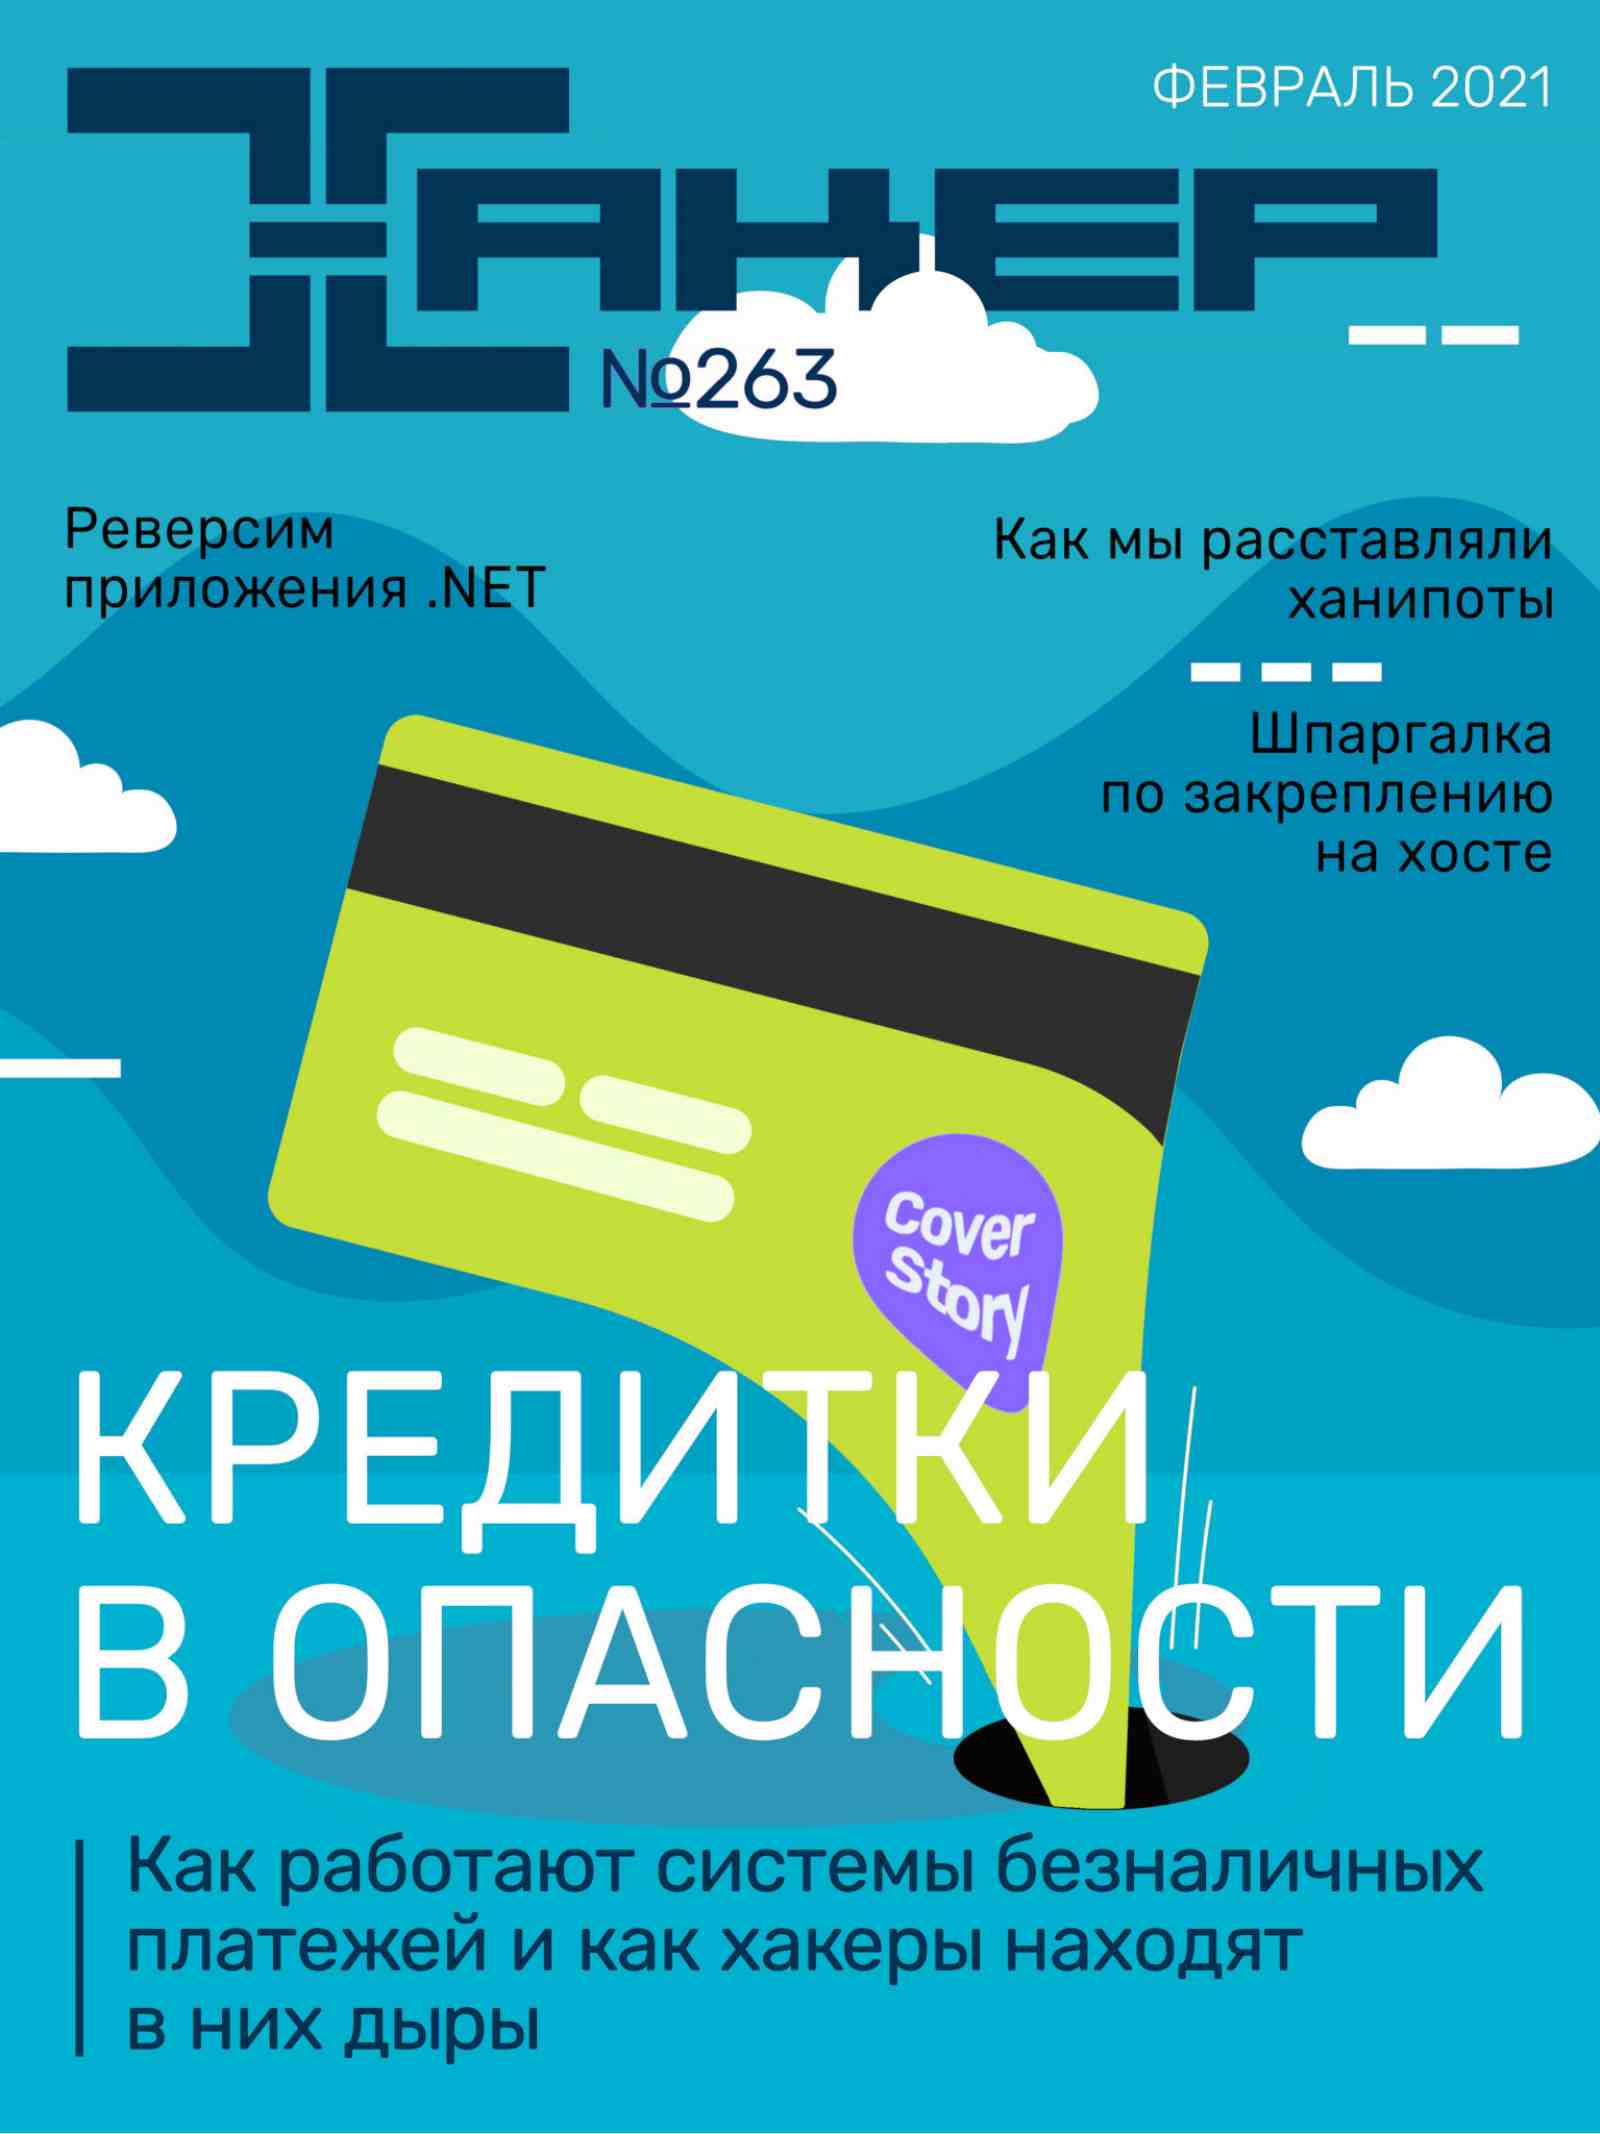 ФЕВРАЛЬ 2021
ХАКЕР
№263
Реверсим
приложения .NET
Как мы расставляли
ханипоты
Шпаргалка
по закреплению
на хосте
cover
story
КРЕДИТКИ
В ОПАСНОСТИ
Как работают системы безналичных
платежей и как хакеры находят
в них дыры